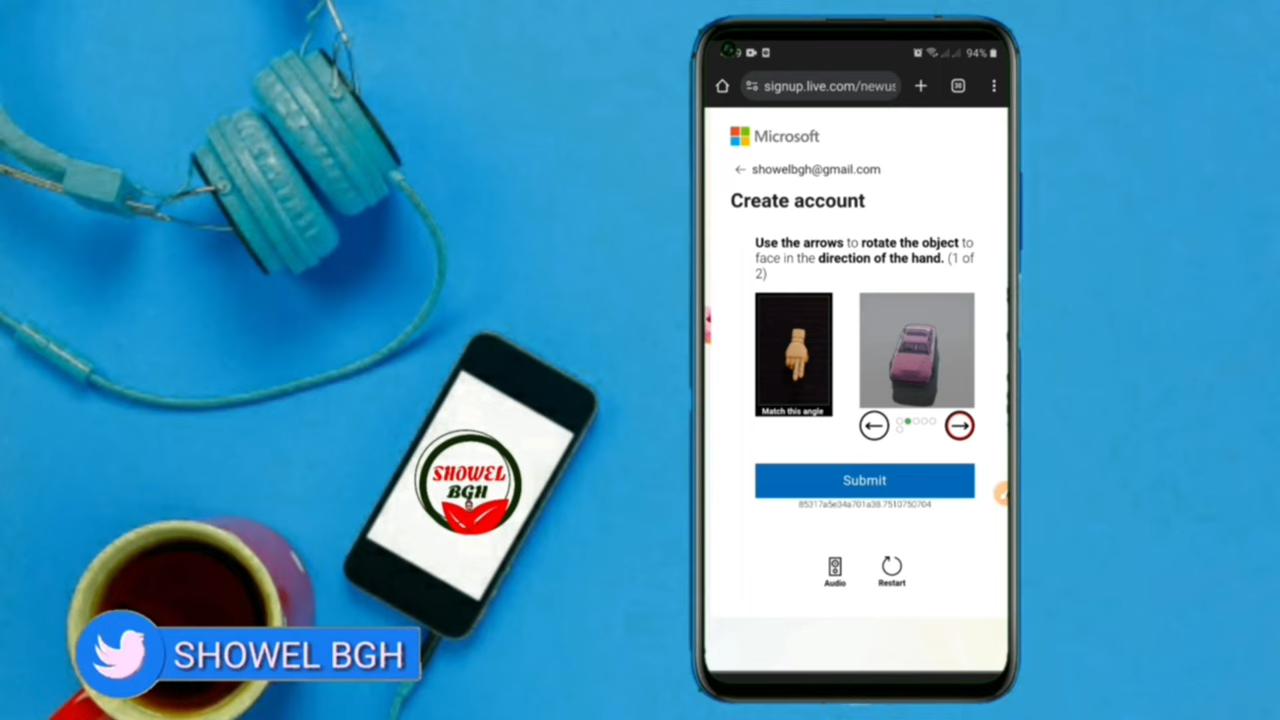 94%
signup.live.com/newus
Microsoft
← showelbgh@gmail.com
Create account
Use the arrows to rotate the object to
face in the direction of the hand. (1 of
2)
Match this angle
Submit
85317a5e34a701a38.7510750704
Audio
Restart
SHOWEL
BGH
SHOWEL BGH